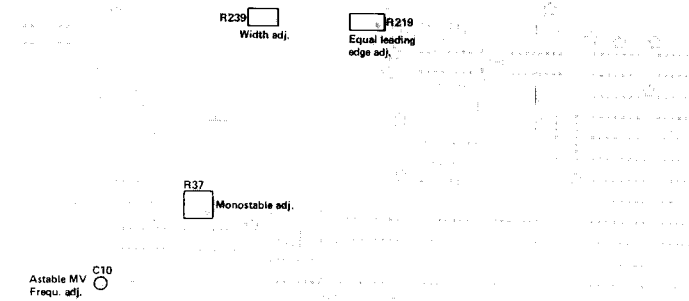 R239
Width adj.
R219
Equal leading
edge adj.
R37
Monostable adj.
C10
Astable MV
Frequ. adj.